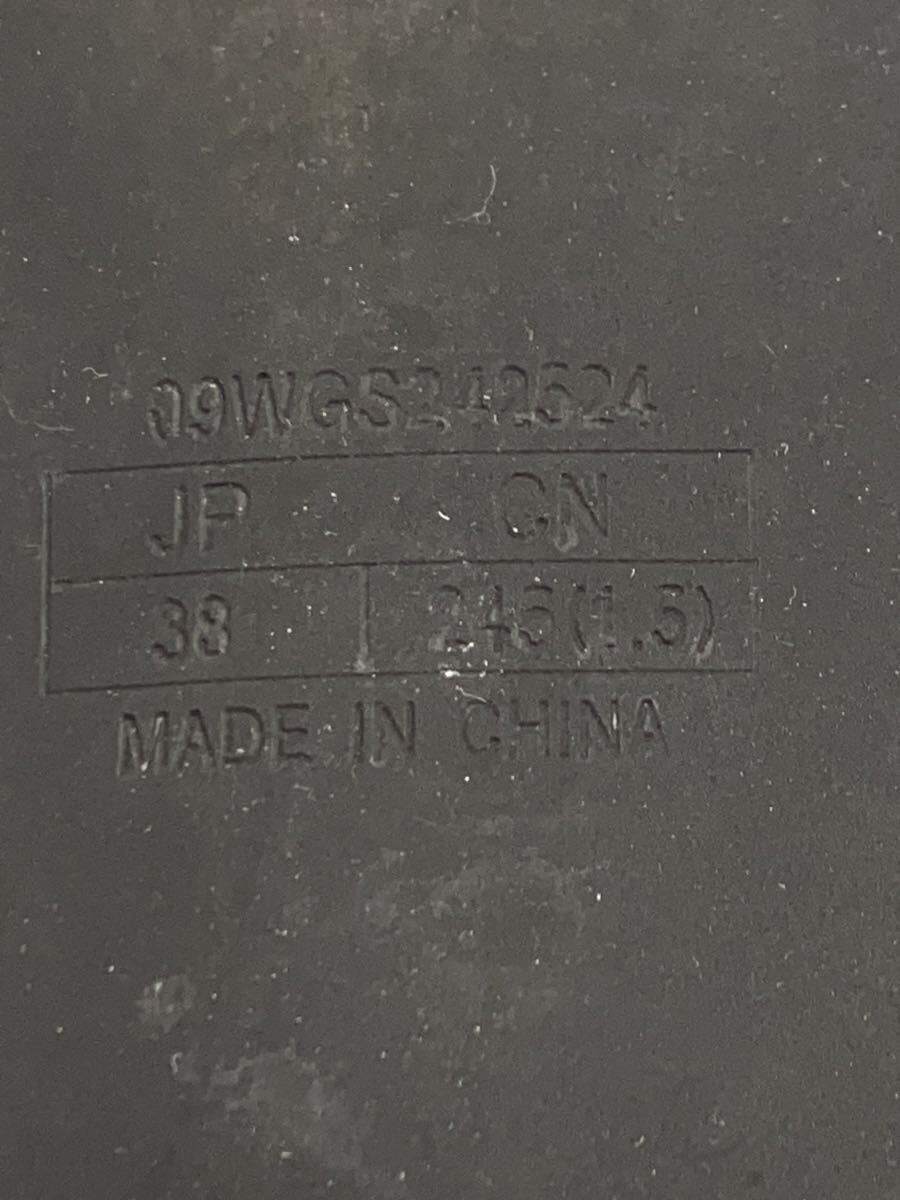 09WGS242524
JP CN
38 245(1.5)
MADE IN CHINA